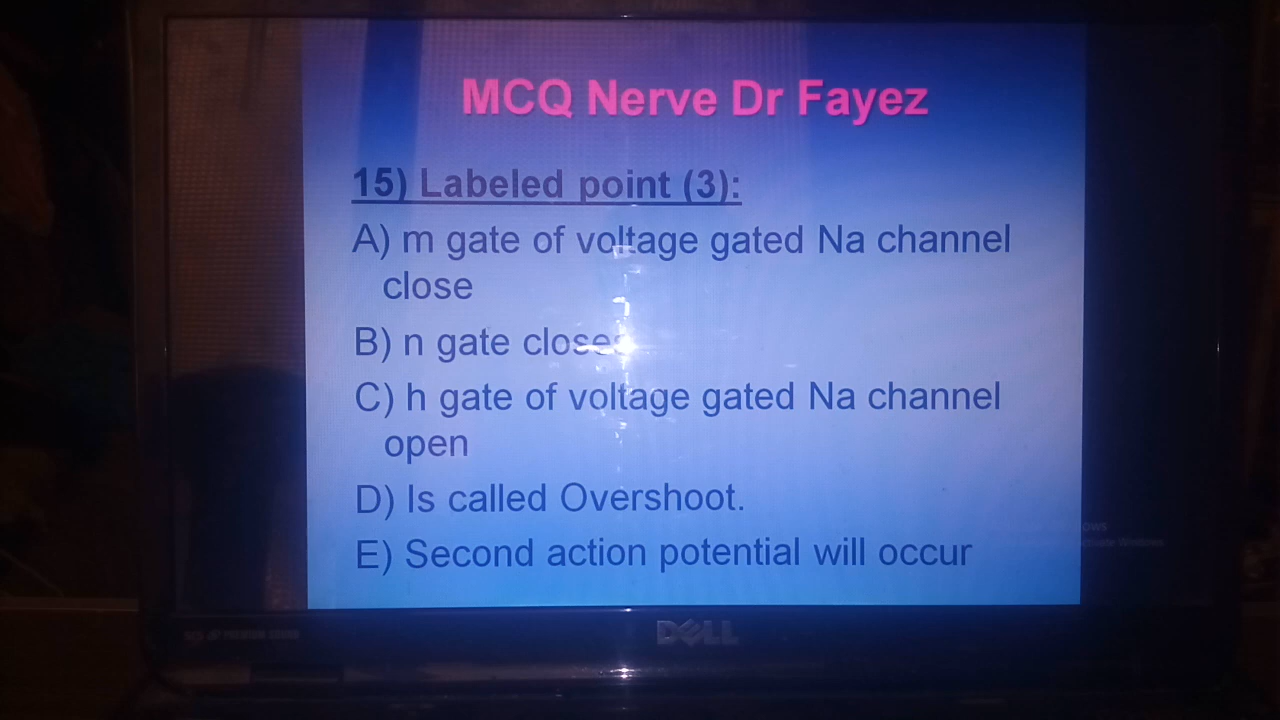 MCQ Nerve Dr Fayez
15) Labeled point (3):
A) m gate of voltage gated Na channel
close
B) n gate closes
C) h gate of voltage gated Na channel
open
D) Is called Overshoot.
E) Second action potential will occur
DELL